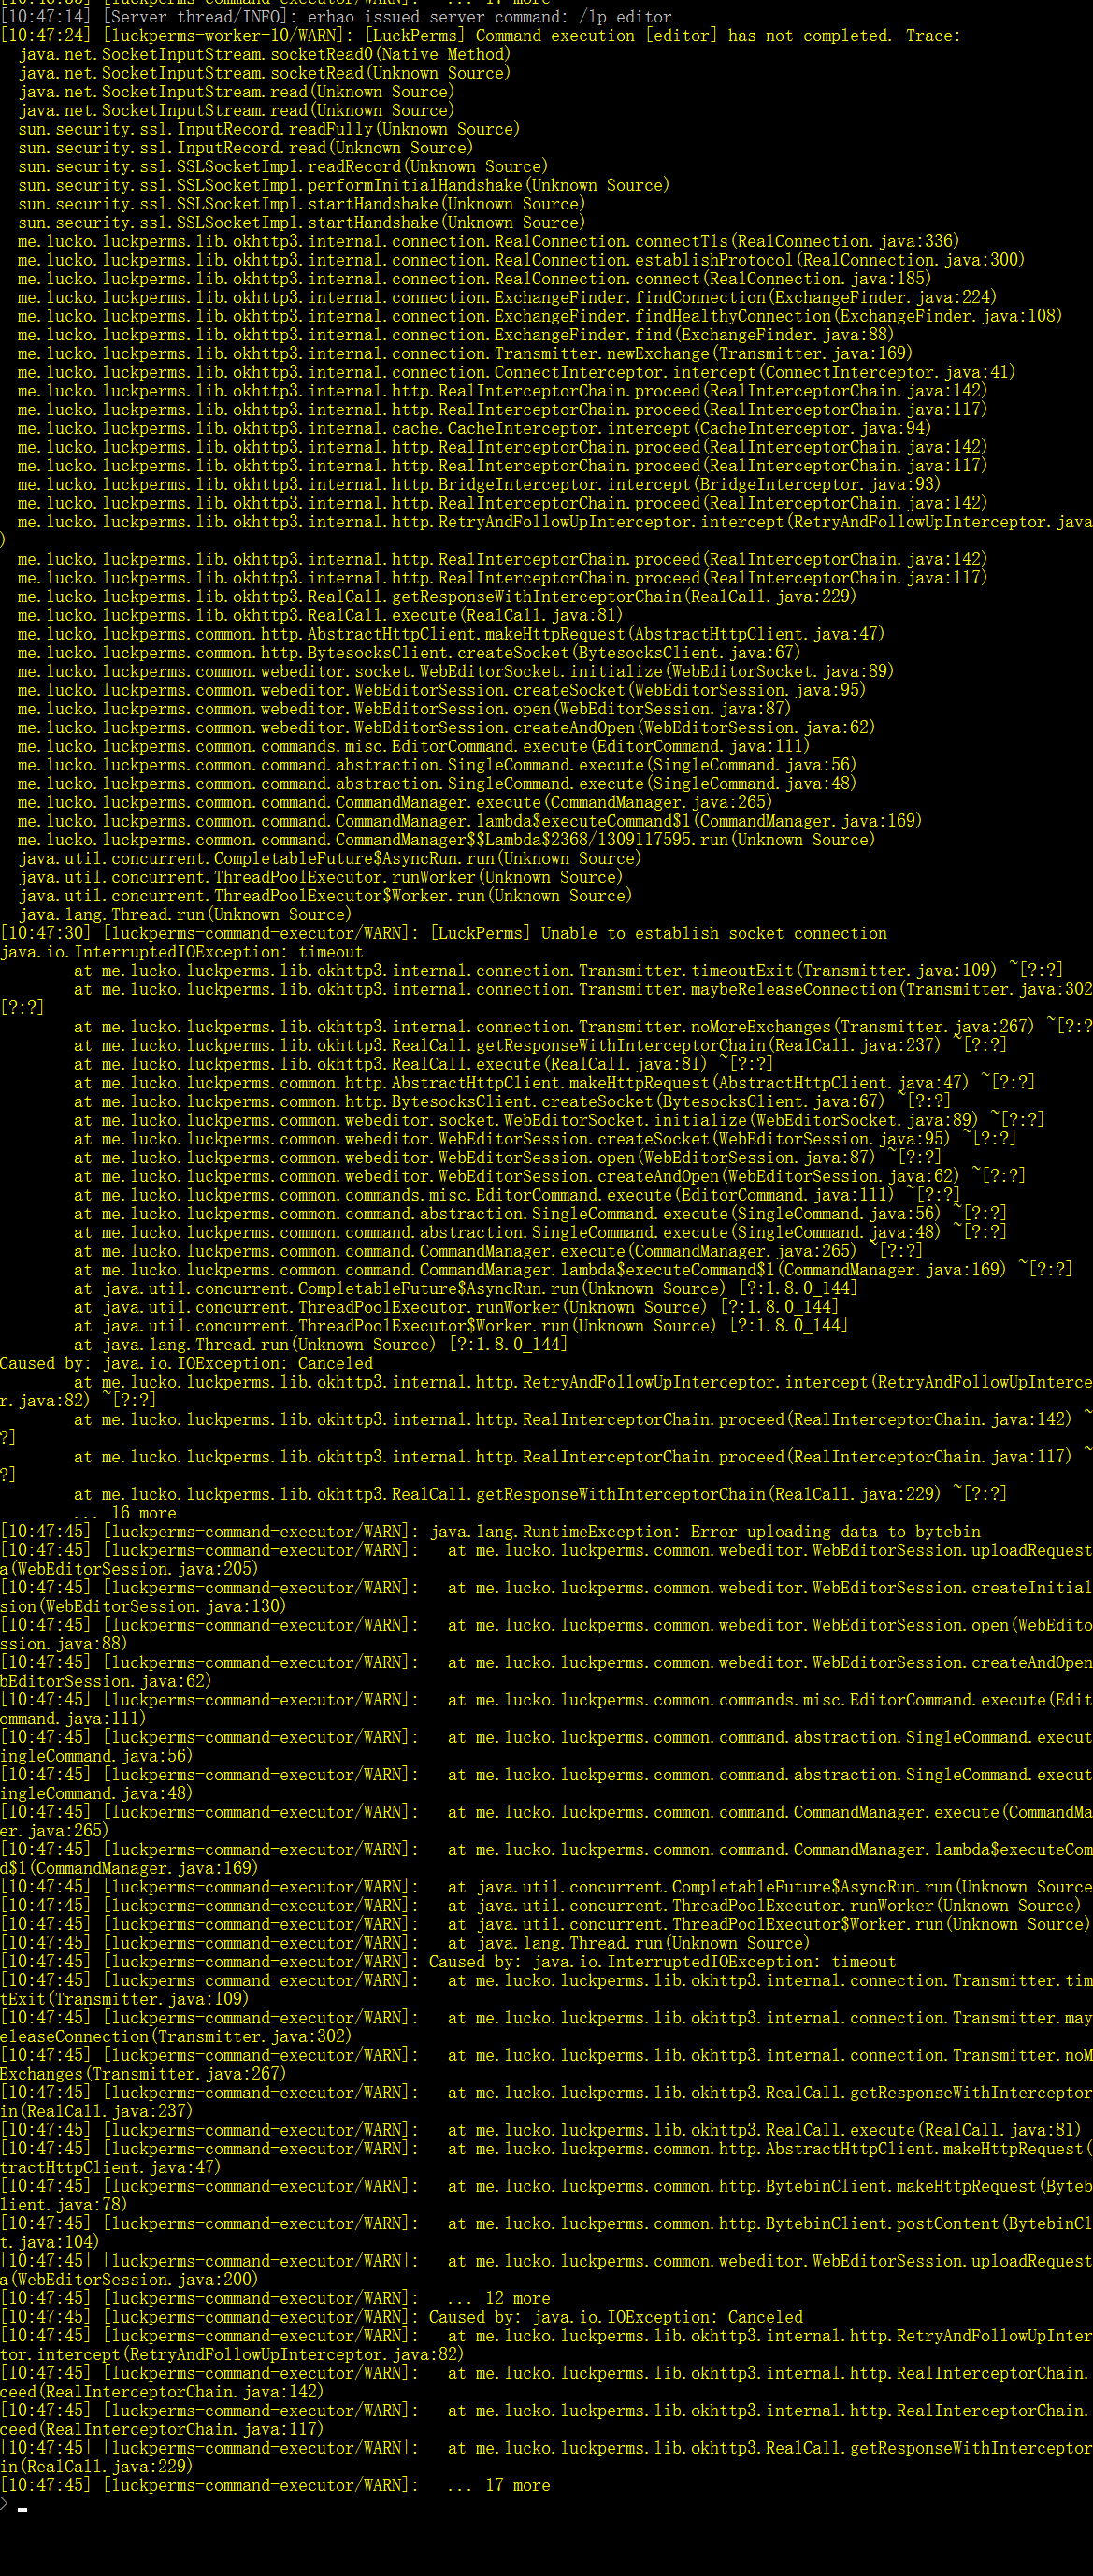 [10:47:14] [Server thread/INFO]: erhao issued server command: /lp editor
[10:47:24] [luckperms-worker-10/WARN]: [LuckPerms] Command execution [editor] has not completed. Trace:
  java.net.SocketInputStream.socketRead0(Native Method)
  java.net.SocketInputStream.socketRead(Unknown Source)
  java.net.SocketInputStream.read(Unknown Source)
  java.net.SocketInputStream.read(Unknown Source)
  sun.security.ssl.InputRecord.readFully(Unknown Source)
  sun.security.ssl.InputRecord.read(Unknown Source)
  sun.security.ssl.SSLSocketImpl.readRecord(Unknown Source)
  sun.security.ssl.SSLSocketImpl.performInitialHandshake(Unknown Source)
  sun.security.ssl.SSLSocketImpl.startHandshake(Unknown Source)
  sun.security.ssl.SSLSocketImpl.startHandshake(Unknown Source)
  me.lucko.luckperms.lib.okhttp3.internal.connection.RealConnection.connectTls(RealConnection.java:336)
  me.lucko.luckperms.lib.okhttp3.internal.connection.RealConnection.establishProtocol(RealConnection.java:300)
  me.lucko.luckperms.lib.okhttp3.internal.connection.RealConnection.connect(RealConnection.java:185)
  me.lucko.luckperms.lib.okhttp3.internal.connection.ExchangeFinder.findConnection(ExchangeFinder.java:224)
  me.lucko.luckperms.lib.okhttp3.internal.connection.ExchangeFinder.findHealthyConnection(ExchangeFinder.java:108)
  me.lucko.luckperms.lib.okhttp3.internal.connection.ExchangeFinder.find(ExchangeFinder.java:88)
  me.lucko.luckperms.lib.okhttp3.internal.connection.Transmitter.newExchange(Transmitter.java:169)
  me.lucko.luckperms.lib.okhttp3.internal.connection.ConnectInterceptor.intercept(ConnectInterceptor.java:41)
  me.lucko.luckperms.lib.okhttp3.internal.http.RealInterceptorChain.proceed(RealInterceptorChain.java:142)
  me.lucko.luckperms.lib.okhttp3.internal.http.RealInterceptorChain.proceed(RealInterceptorChain.java:117)
  me.lucko.luckperms.lib.okhttp3.internal.cache.CacheInterceptor.intercept(CacheInterceptor.java:94)
  me.lucko.luckperms.lib.okhttp3.internal.http.RealInterceptorChain.proceed(RealInterceptorChain.java:142)
  me.lucko.luckperms.lib.okhttp3.internal.http.RealInterceptorChain.proceed(RealInterceptorChain.java:117)
  me.lucko.luckperms.lib.okhttp3.internal.http.BridgeInterceptor.intercept(BridgeInterceptor.java:93)
  me.lucko.luckperms.lib.okhttp3.internal.http.RealInterceptorChain.proceed(RealInterceptorChain.java:142)
  me.lucko.luckperms.lib.okhttp3.internal.http.RetryAndFollowUpInterceptor.intercept(RetryAndFollowUpInterceptor.java
)
  me.lucko.luckperms.lib.okhttp3.internal.http.RealInterceptorChain.proceed(RealInterceptorChain.java:142)
  me.lucko.luckperms.lib.okhttp3.internal.http.RealInterceptorChain.proceed(RealInterceptorChain.java:117)
  me.lucko.luckperms.lib.okhttp3.RealCall.getResponseWithInterceptorChain(RealCall.java:229)
  me.lucko.luckperms.lib.okhttp3.RealCall.execute(RealCall.java:81)
  me.lucko.luckperms.common.http.AbstractHttpClient.makeHttpRequest(AbstractHttpClient.java:47)
  me.lucko.luckperms.common.http.BytesocksClient.createSocket(BytesocksClient.java:67)
  me.lucko.luckperms.common.webeditor.socket.WebEditorSocket.initialize(WebEditorSocket.java:89)
  me.lucko.luckperms.common.webeditor.WebEditorSession.createSocket(WebEditorSession.java:95)
  me.lucko.luckperms.common.webeditor.WebEditorSession.open(WebEditorSession.java:87)
  me.lucko.luckperms.common.webeditor.WebEditorSession.createAndOpen(WebEditorSession.java:62)
  me.lucko.luckperms.common.commands.misc.EditorCommand.execute(EditorCommand.java:111)
  me.lucko.luckperms.common.command.abstraction.SingleCommand.execute(SingleCommand.java:56)
  me.lucko.luckperms.common.command.abstraction.SingleCommand.execute(SingleCommand.java:48)
  me.lucko.luckperms.common.command.CommandManager.execute(CommandManager.java:265)
  me.lucko.luckperms.common.command.CommandManager.lambda$executeCommand$1(CommandManager.java:169)
  me.lucko.luckperms.common.command.CommandManager$$Lambda$2368/1309117595.run(Unknown Source)
  java.util.concurrent.CompletableFuture$AsyncRun.run(Unknown Source)
  java.util.concurrent.ThreadPoolExecutor.runWorker(Unknown Source)
  java.util.concurrent.ThreadPoolExecutor$Worker.run(Unknown Source)
  java.lang.Thread.run(Unknown Source)
[10:47:30] [luckperms-command-executor/WARN]: [LuckPerms] Unable to establish socket connection
java.io.InterruptedIOException: timeout
        at me.lucko.luckperms.lib.okhttp3.internal.connection.Transmitter.timeoutExit(Transmitter.java:109) ~[?:?]
        at me.lucko.luckperms.lib.okhttp3.internal.connection.Transmitter.maybeReleaseConnection(Transmitter.java:302
[?:?]
        at me.lucko.luckperms.lib.okhttp3.internal.connection.Transmitter.noMoreExchanges(Transmitter.java:267) ~[?:?
        at me.lucko.luckperms.lib.okhttp3.RealCall.getResponseWithInterceptorChain(RealCall.java:237) ~[?:?]
        at me.lucko.luckperms.lib.okhttp3.RealCall.execute(RealCall.java:81) ~[?:?]
        at me.lucko.luckperms.common.http.AbstractHttpClient.makeHttpRequest(AbstractHttpClient.java:47) ~[?:?]
        at me.lucko.luckperms.common.http.BytesocksClient.createSocket(BytesocksClient.java:67) ~[?:?]
        at me.lucko.luckperms.common.webeditor.socket.WebEditorSocket.initialize(WebEditorSocket.java:89) ~[?:?]
        at me.lucko.luckperms.common.webeditor.WebEditorSession.createSocket(WebEditorSession.java:95) ~[?:?]
        at me.lucko.luckperms.common.webeditor.WebEditorSession.open(WebEditorSession.java:87) ~[?:?]
        at me.lucko.luckperms.common.webeditor.WebEditorSession.createAndOpen(WebEditorSession.java:62) ~[?:?]
        at me.lucko.luckperms.common.commands.misc.EditorCommand.execute(EditorCommand.java:111) ~[?:?]
        at me.lucko.luckperms.common.command.abstraction.SingleCommand.execute(SingleCommand.java:56) ~[?:?]
        at me.lucko.luckperms.common.command.abstraction.SingleCommand.execute(SingleCommand.java:48) ~[?:?]
        at me.lucko.luckperms.common.command.CommandManager.execute(CommandManager.java:265) ~[?:?]
        at me.lucko.luckperms.common.command.CommandManager.lambda$executeCommand$1(CommandManager.java:169) ~[?:?]
        at java.util.concurrent.CompletableFuture$AsyncRun.run(Unknown Source) [?:1.8.0_144]
        at java.util.concurrent.ThreadPoolExecutor.runWorker(Unknown Source) [?:1.8.0_144]
        at java.util.concurrent.ThreadPoolExecutor$Worker.run(Unknown Source) [?:1.8.0_144]
        at java.lang.Thread.run(Unknown Source) [?:1.8.0_144]
Caused by: java.io.IOException: Canceled
        at me.lucko.luckperms.lib.okhttp3.internal.http.RetryAndFollowUpInterceptor.intercept(RetryAndFollowUpInterce
r.java:82) ~[?:?]
        at me.lucko.luckperms.lib.okhttp3.internal.http.RealInterceptorChain.proceed(RealInterceptorChain.java:142) ~
?]
        at me.lucko.luckperms.lib.okhttp3.internal.http.RealInterceptorChain.proceed(RealInterceptorChain.java:117) ~
?]
        at me.lucko.luckperms.lib.okhttp3.RealCall.getResponseWithInterceptorChain(RealCall.java:229) ~[?:?]
        ... 16 more
[10:47:45] [luckperms-command-executor/WARN]: java.lang.RuntimeException: Error uploading data to bytebin
[10:47:45] [luckperms-command-executor/WARN]:   at me.lucko.luckperms.common.webeditor.WebEditorSession.uploadRequest
a(WebEditorSession.java:205)
[10:47:45] [luckperms-command-executor/WARN]:   at me.lucko.luckperms.common.webeditor.WebEditorSession.createInitial
sion(WebEditorSession.java:130)
[10:47:45] [luckperms-command-executor/WARN]:   at me.lucko.luckperms.common.webeditor.WebEditorSession.open(WebEdito
ssion.java:88)
[10:47:45] [luckperms-command-executor/WARN]:   at me.lucko.luckperms.common.webeditor.WebEditorSession.createAndOpen
bEditorSession.java:62)
[10:47:45] [luckperms-command-executor/WARN]:   at me.lucko.luckperms.common.commands.misc.EditorCommand.execute(Edit
ommand.java:111)
[10:47:45] [luckperms-command-executor/WARN]:   at me.lucko.luckperms.common.command.abstraction.SingleCommand.execut
ingleCommand.java:56)
[10:47:45] [luckperms-command-executor/WARN]:   at me.lucko.luckperms.common.command.abstraction.SingleCommand.execut
ingleCommand.java:48)
[10:47:45] [luckperms-command-executor/WARN]:   at me.lucko.luckperms.common.command.CommandManager.execute(CommandMa
er.java:265)
[10:47:45] [luckperms-command-executor/WARN]:   at me.lucko.luckperms.common.command.CommandManager.lambda$executeCom
d$1(CommandManager.java:169)
[10:47:45] [luckperms-command-executor/WARN]:   at java.util.concurrent.CompletableFuture$AsyncRun.run(Unknown Source
[10:47:45] [luckperms-command-executor/WARN]:   at java.util.concurrent.ThreadPoolExecutor.runWorker(Unknown Source)
[10:47:45] [luckperms-command-executor/WARN]:   at java.util.concurrent.ThreadPoolExecutor$Worker.run(Unknown Source)
[10:47:45] [luckperms-command-executor/WARN]:   at java.lang.Thread.run(Unknown Source)
[10:47:45] [luckperms-command-executor/WARN]: Caused by: java.io.InterruptedIOException: timeout
[10:47:45] [luckperms-command-executor/WARN]:   at me.lucko.luckperms.lib.okhttp3.internal.connection.Transmitter.tim
tExit(Transmitter.java:109)
[10:47:45] [luckperms-command-executor/WARN]:   at me.lucko.luckperms.lib.okhttp3.internal.connection.Transmitter.may
eleaseConnection(Transmitter.java:302)
[10:47:45] [luckperms-command-executor/WARN]:   at me.lucko.luckperms.lib.okhttp3.internal.connection.Transmitter.noM
Exchanges(Transmitter.java:267)
[10:47:45] [luckperms-command-executor/WARN]:   at me.lucko.luckperms.lib.okhttp3.RealCall.getResponseWithInterceptor
in(RealCall.java:237)
[10:47:45] [luckperms-command-executor/WARN]:   at me.lucko.luckperms.lib.okhttp3.RealCall.execute(RealCall.java:81)
[10:47:45] [luckperms-command-executor/WARN]:   at me.lucko.luckperms.common.http.AbstractHttpClient.makeHttpRequest(
tractHttpClient.java:47)
[10:47:45] [luckperms-command-executor/WARN]:   at me.lucko.luckperms.common.http.BytebinClient.makeHttpRequest(Byteb
lient.java:78)
[10:47:45] [luckperms-command-executor/WARN]:   at me.lucko.luckperms.common.http.BytebinClient.postContent(BytebinCl
t.java:104)
[10:47:45] [luckperms-command-executor/WARN]:   at me.lucko.luckperms.common.webeditor.WebEditorSession.uploadRequest
a(WebEditorSession.java:200)
[10:47:45] [luckperms-command-executor/WARN]:   ... 12 more
[10:47:45] [luckperms-command-executor/WARN]: Caused by: java.io.IOException: Canceled
[10:47:45] [luckperms-command-executor/WARN]:   at me.lucko.luckperms.lib.okhttp3.internal.http.RetryAndFollowUpInter
tor.intercept(RetryAndFollowUpInterceptor.java:82)
[10:47:45] [luckperms-command-executor/WARN]:   at me.lucko.luckperms.lib.okhttp3.internal.http.RealInterceptorChain.
ceed(RealInterceptorChain.java:142)
[10:47:45] [luckperms-command-executor/WARN]:   at me.lucko.luckperms.lib.okhttp3.internal.http.RealInterceptorChain.
ceed(RealInterceptorChain.java:117)
[10:47:45] [luckperms-command-executor/WARN]:   at me.lucko.luckperms.lib.okhttp3.RealCall.getResponseWithInterceptor
in(RealCall.java:229)
[10:47:45] [luckperms-command-executor/WARN]:   ... 17 more
>